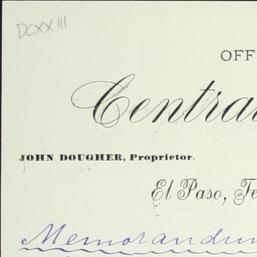 DCXXIII
OFF
Centra
JOHN DOUGHER, Proprietor.
El Paso, Te
Memorandum